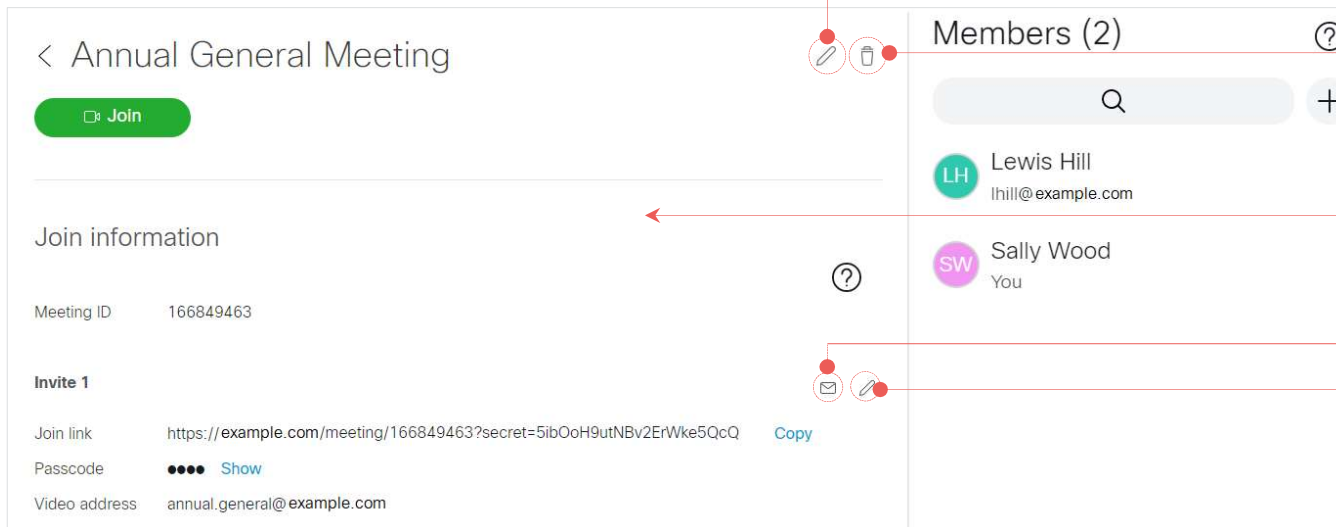 Annual General Meeting
Join
Join information
Meeting ID 166849463
Invite 1
Join link https://example.com/meeting/166849463?secret=5ibOoH9utNBv2ErWke5QcQ Copy
Passcode ●●●● Show
Video address annual.general@example.com
Members (2)
LH Lewis Hill
lhill@example.com
SW Sally Wood
You